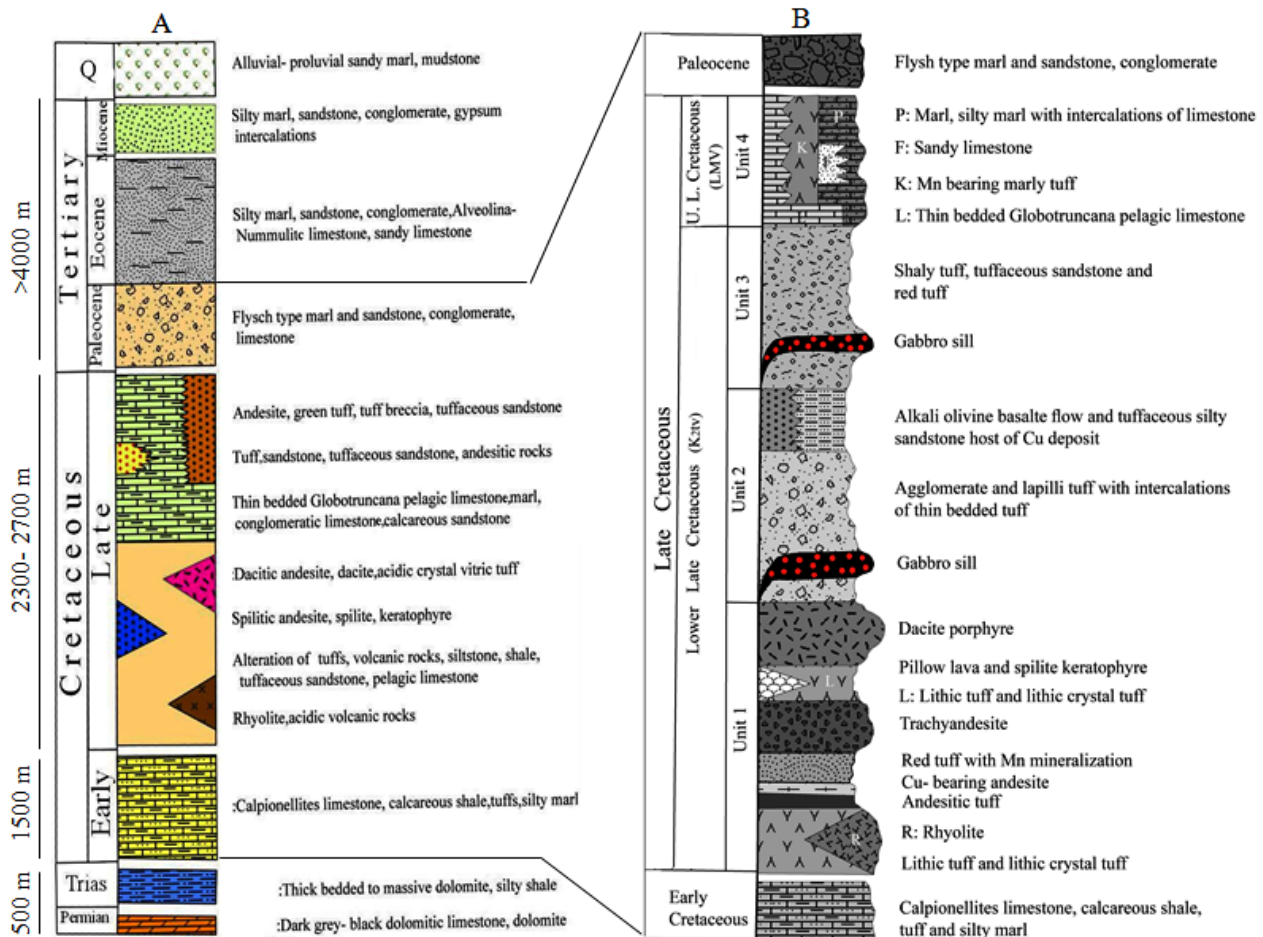 A
Q
Alluvial- proluvial sandy marl, mudstone
>4000 m
Tertiary
Miocene
Silty marl, sandstone, conglomerate, gypsum
intercalations
Eocene
Silty marl, sandstone, conglomerate,Alveolina-
Nummulitc limestone, sandy limestone
Paleocene
Flysch type marl and sandstone, conglomerate,
limestone
2300- 2700 m
Cretaceous
Late
Andesite, green tuff, tuff breccia, tuffaceous sandstone
Tuff,sandstone, tuffaceous sandstone, andesitic rocks
Thin bedded Globotruncana pelagic limestone,marl,
conglomeratic limestone,calcareous sandstone
:Dacitic andesite, dacite,acidic crystal vitric tuff
Spilitic andesite, spilite, keratophyre
Alteration of tuffs, volcanic rocks, siltstone, shale,
tuffaceous sandstone, pelagic limestone
Rhyolite,acidic volcanic rocks
1500 m
Early
:Calpionellites limestone, calcareous shale,tuffs,silty marl
500 m
Trias
:Thick bedded to massive dolomite, silty shale
Permian
:Dark grey- black dolomitic limestone, dolomite
B
Paleocene
Flysh type marl and sandstone, conglomerate
Late Cretaceous
U. L. Cretaceous
(LMV)
Unit 4
P
K
F
L
P: Marl, silty marl with intercalations of limestone
F: Sandy limestone
K: Mn bearing marly tuff
L: Thin bedded Globotruncana pelagic limestone
Lower Late Cretaceous (K2tv)
Unit 3
Shaly tuff, tuffaceous sandstone and
red tuff
Gabbro sill
Unit 2
Alkali olivine basalte flow and tuffaceous silty
sandstone host of Cu deposit
Agglomerate and lapilli tuff with intercalations
of thin bedded tuff
Gabbro sill
Unit 1
Dacite porphyre
Pillow lava and spilite keratophyre
L
L: Lithic tuff and lithic crystal tuff
Trachyandesite
Red tuff with Mn mineralization
Cu- bearing andesite
Andesitic tuff
R
R: Rhyolite
Lithic tuff and lithic crystal tuff
Early
Cretaceous
Calpionellites limestone, calcareous shale,
tuff and silty marl